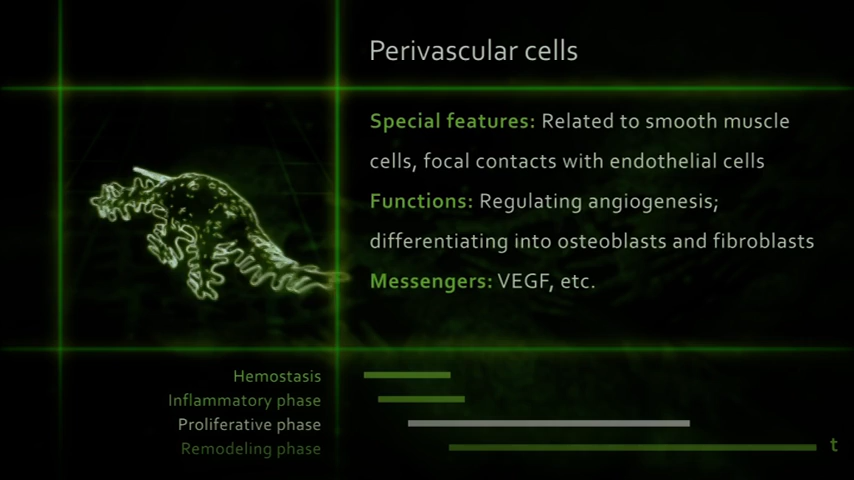 Perivascular cells
Special features: Related to smooth muscle
cells, focal contacts with endothelial cells
Functions: Regulating angiogenesis;
differentiating into osteoblasts and fibroblasts
Messengers: VEGF, etc.
Hemostasis
Inflammatory phase
Proliferative phase
Remodeling phase
t